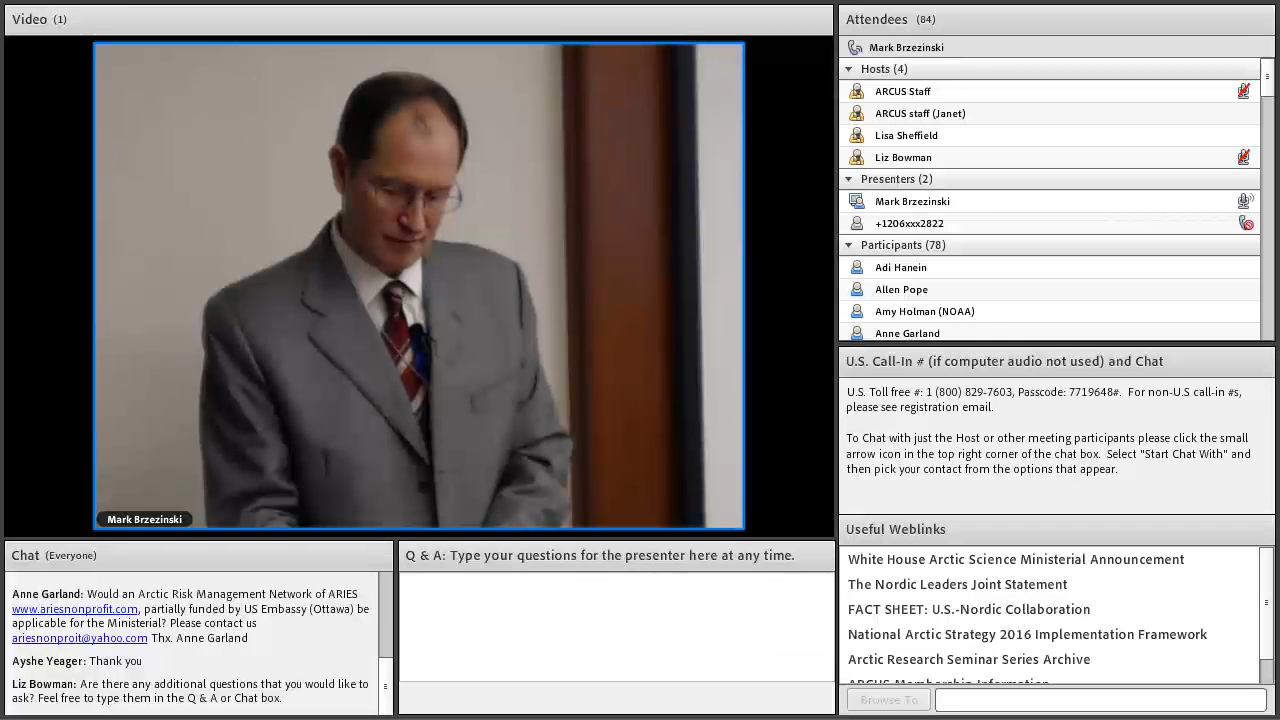 Video (1)
Mark Brzezinski
Attendees (84)
Mark Brzezinski
Hosts (4)
ARCUS Staff
ARCUS staff (Janet)
Lisa Sheffield
Liz Bowman
Presenters (2)
Mark Brzezinski
+1206xxx2822
Participants (78)
Adi Hanein
Allen Pope
Amy Holman (NOAA)
Anne Garland
U.S. Call-In # (if computer audio not used) and Chat
U.S. Toll free #: 1 (800) 829-7603, Passcode: 7719648#. For non-U.S call-in #s,
please see registration email.
To Chat with just the Host or other meeting participants please click the small
arrow icon in the top right corner of the chat box. Select "Start Chat With" and
then pick your contact from the options that appear.
Useful Weblinks
White House Arctic Science Ministerial Announcement
The Nordic Leaders Joint Statement
FACT SHEET: U.S.-Nordic Collaboration
National Arctic Strategy 2016 Implementation Framework
Arctic Research Seminar Series Archive
ARCUS Membership Information
Browse To
Chat (Everyone)
Anne Garland: Would an Arctic Risk Management Network of ARIES
www.ariesnonprofit.com, partially funded by US Embassy (Ottawa) be
applicable for the Ministerial? Please contact us
ariesnonproit@yahoo.com Thx. Anne Garland
Ayshe Yeager: Thank you
Liz Bowman: Are there any additional questions that you would like to
ask? Feel free to type them in the Q & A or Chat box.
Q & A: Type your questions for the presenter here at any time.